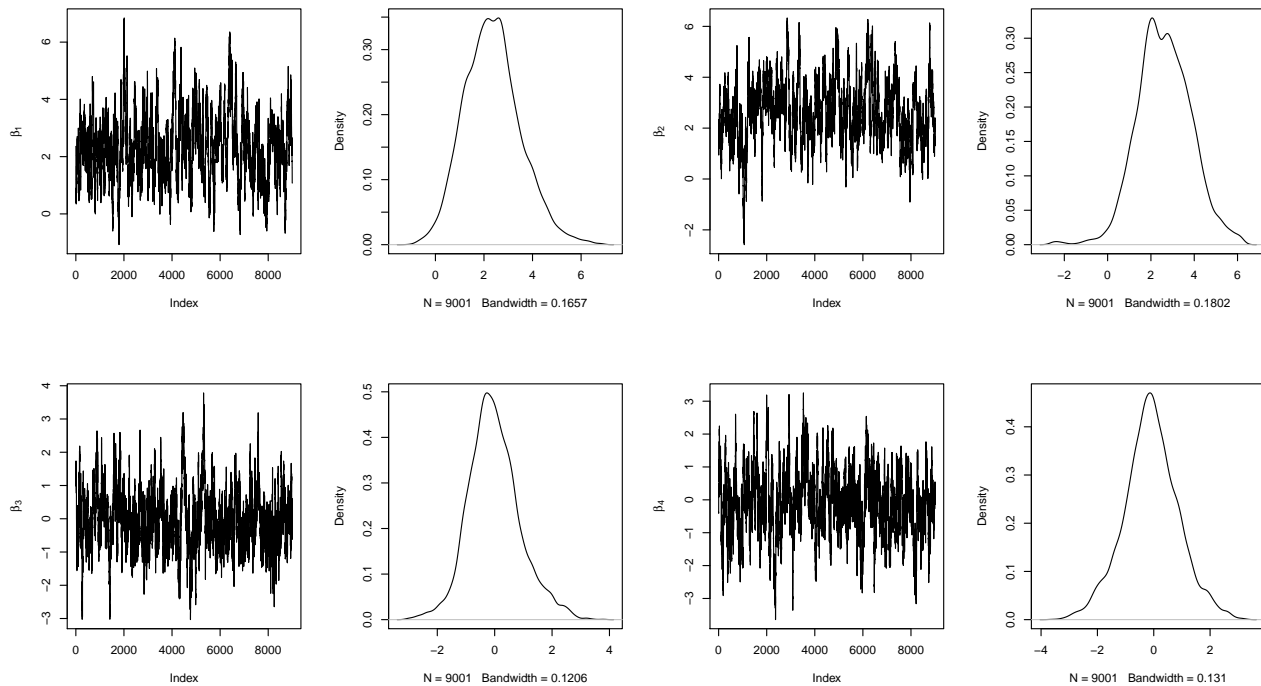 β1
0 2 4 6
0 2000 4000 6000 8000
Index
Density
0.00 0.10 0.20 0.30
0 2 4 6
N = 9001 Bandwidth = 0.1657
β2
−2 0 2 4 6
0 2000 4000 6000 8000
Index
Density
0.00 0.05 0.10 0.15 0.20 0.25 0.30
−2 0 2 4 6
N = 9001 Bandwidth = 0.1802
β3
−3 −2 −1 0 1 2 3 4
0 2000 4000 6000 8000
Index
Density
0.0 0.1 0.2 0.3 0.4 0.5
−2 0 2 4
N = 9001 Bandwidth = 0.1206
β4
−3 −2 −1 0 1 2 3
0 2000 4000 6000 8000
Index
Density
0.0 0.1 0.2 0.3 0.4
−4 −2 0 2
N = 9001 Bandwidth = 0.131